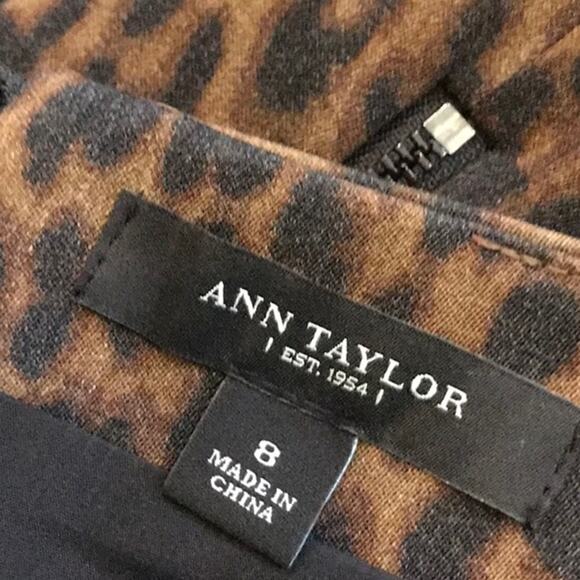 ANN TAYLOR
EST. 1954
8
MADE IN
CHINA